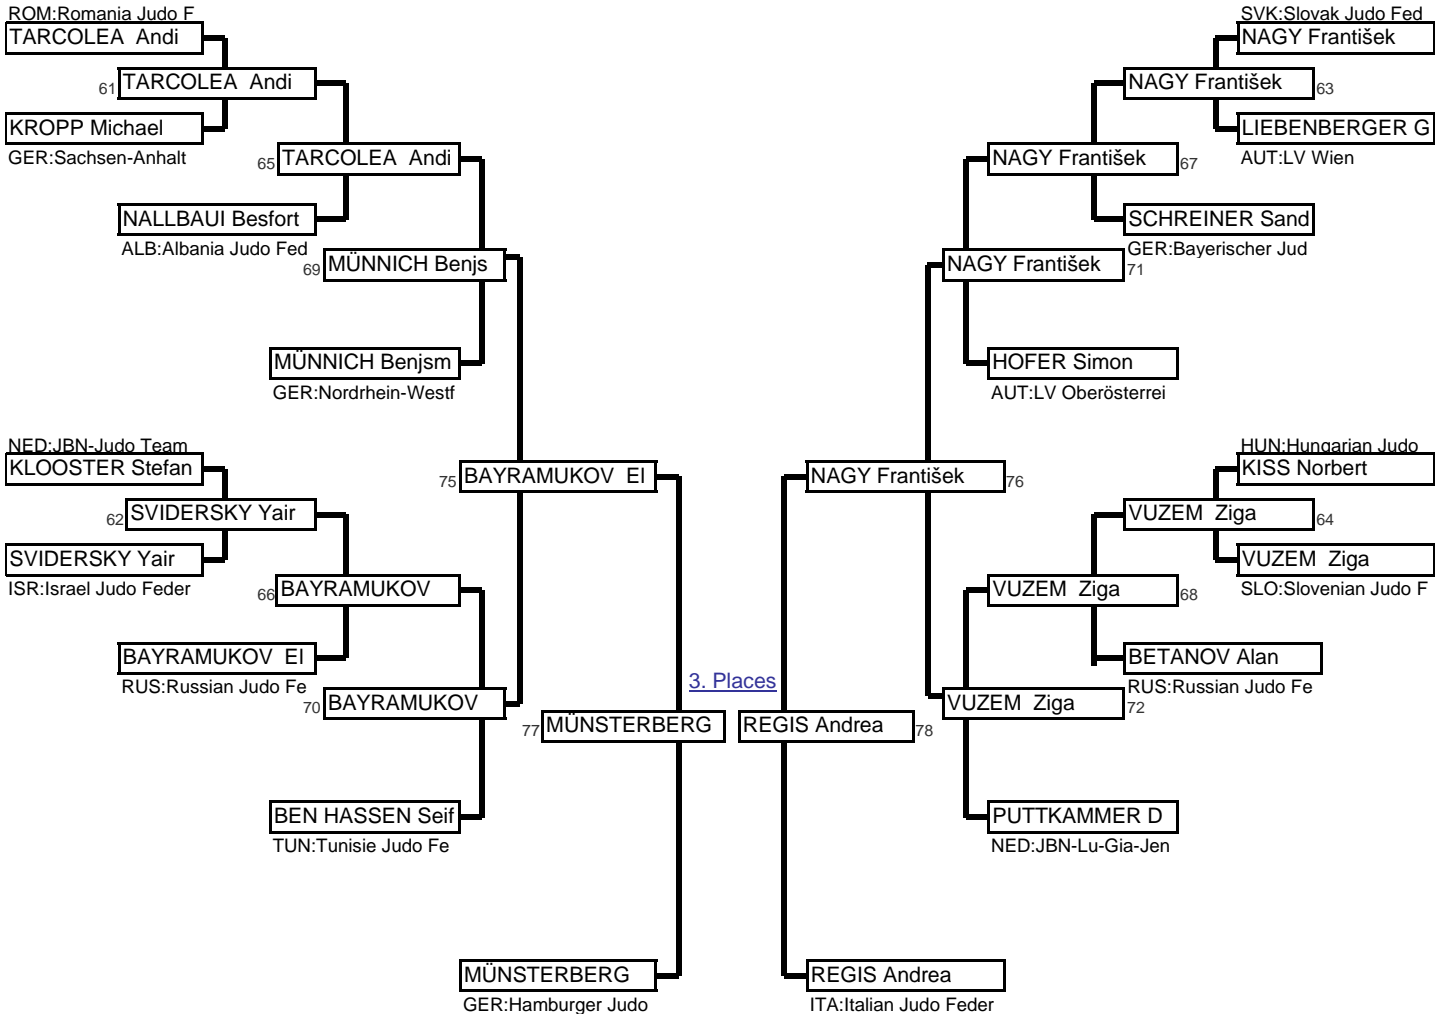 ROM:Romania Judo F
TARCOLEA  Andi
61 TARCOLEA  Andi
KROPP Michael
GER:Sachsen-Anhalt
65 TARCOLEA  Andi
NALLBAUI Besfort
ALB:Albania Judo Fed
69 MÜNNICH Benjs
MÜNNICH Benjsm
GER:Nordrhein-Westf
NED:JBN-Judo Team
KLOOSTER Stefan
75 BAYRAMUKOV  El
62 SVIDERSKY Yair
SVIDERSKY Yair
ISR:Israel Judo Feder
66 BAYRAMUKOV
BAYRAMUKOV  El
RUS:Russian Judo Fe
70 BAYRAMUKOV
77 MÜNSTERBERG
BEN HASSEN Seif
TUN:Tunisie Judo Fe
MÜNSTERBERG
GER:Hamburger Judo
3. Places
SVK:Slovak Judo Fed
NAGY František
NAGY František 63
LIEBENBERGER G
AUT:LV Wien
NAGY František 67
SCHREINER Sand
GER:Bayerischer Jud
NAGY František 71
HOFER Simon
AUT:LV Oberösterrei
HUN:Hungarian Judo
KISS Norbert
NAGY František 76
VUZEM  Ziga 64
VUZEM  Ziga
SLO:Slovenian Judo F
VUZEM  Ziga 68
BETANOV Alan
RUS:Russian Judo Fe
VUZEM  Ziga 72
REGIS Andrea 78
PUTTKAMMER D
NED:JBN-Lu-Gia-Jen
REGIS Andrea
ITA:Italian Judo Feder